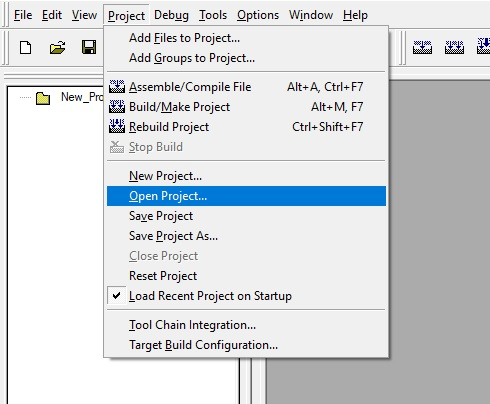 File Edit View Project Debug Tools Options Window Help
Add Files to Project...
Add Groups to Project...
New_Pro
Assemble/Compile File Alt+A, Ctrl+F7
Build/Make Project Alt+M, F7
Rebuild Project Ctrl+Shift+F7
Stop Build
New Project...
Open Project...
Save Project
Save Project As...
Close Project
Reset Project
Load Recent Project on Startup
Tool Chain Integration...
Target Build Configuration...